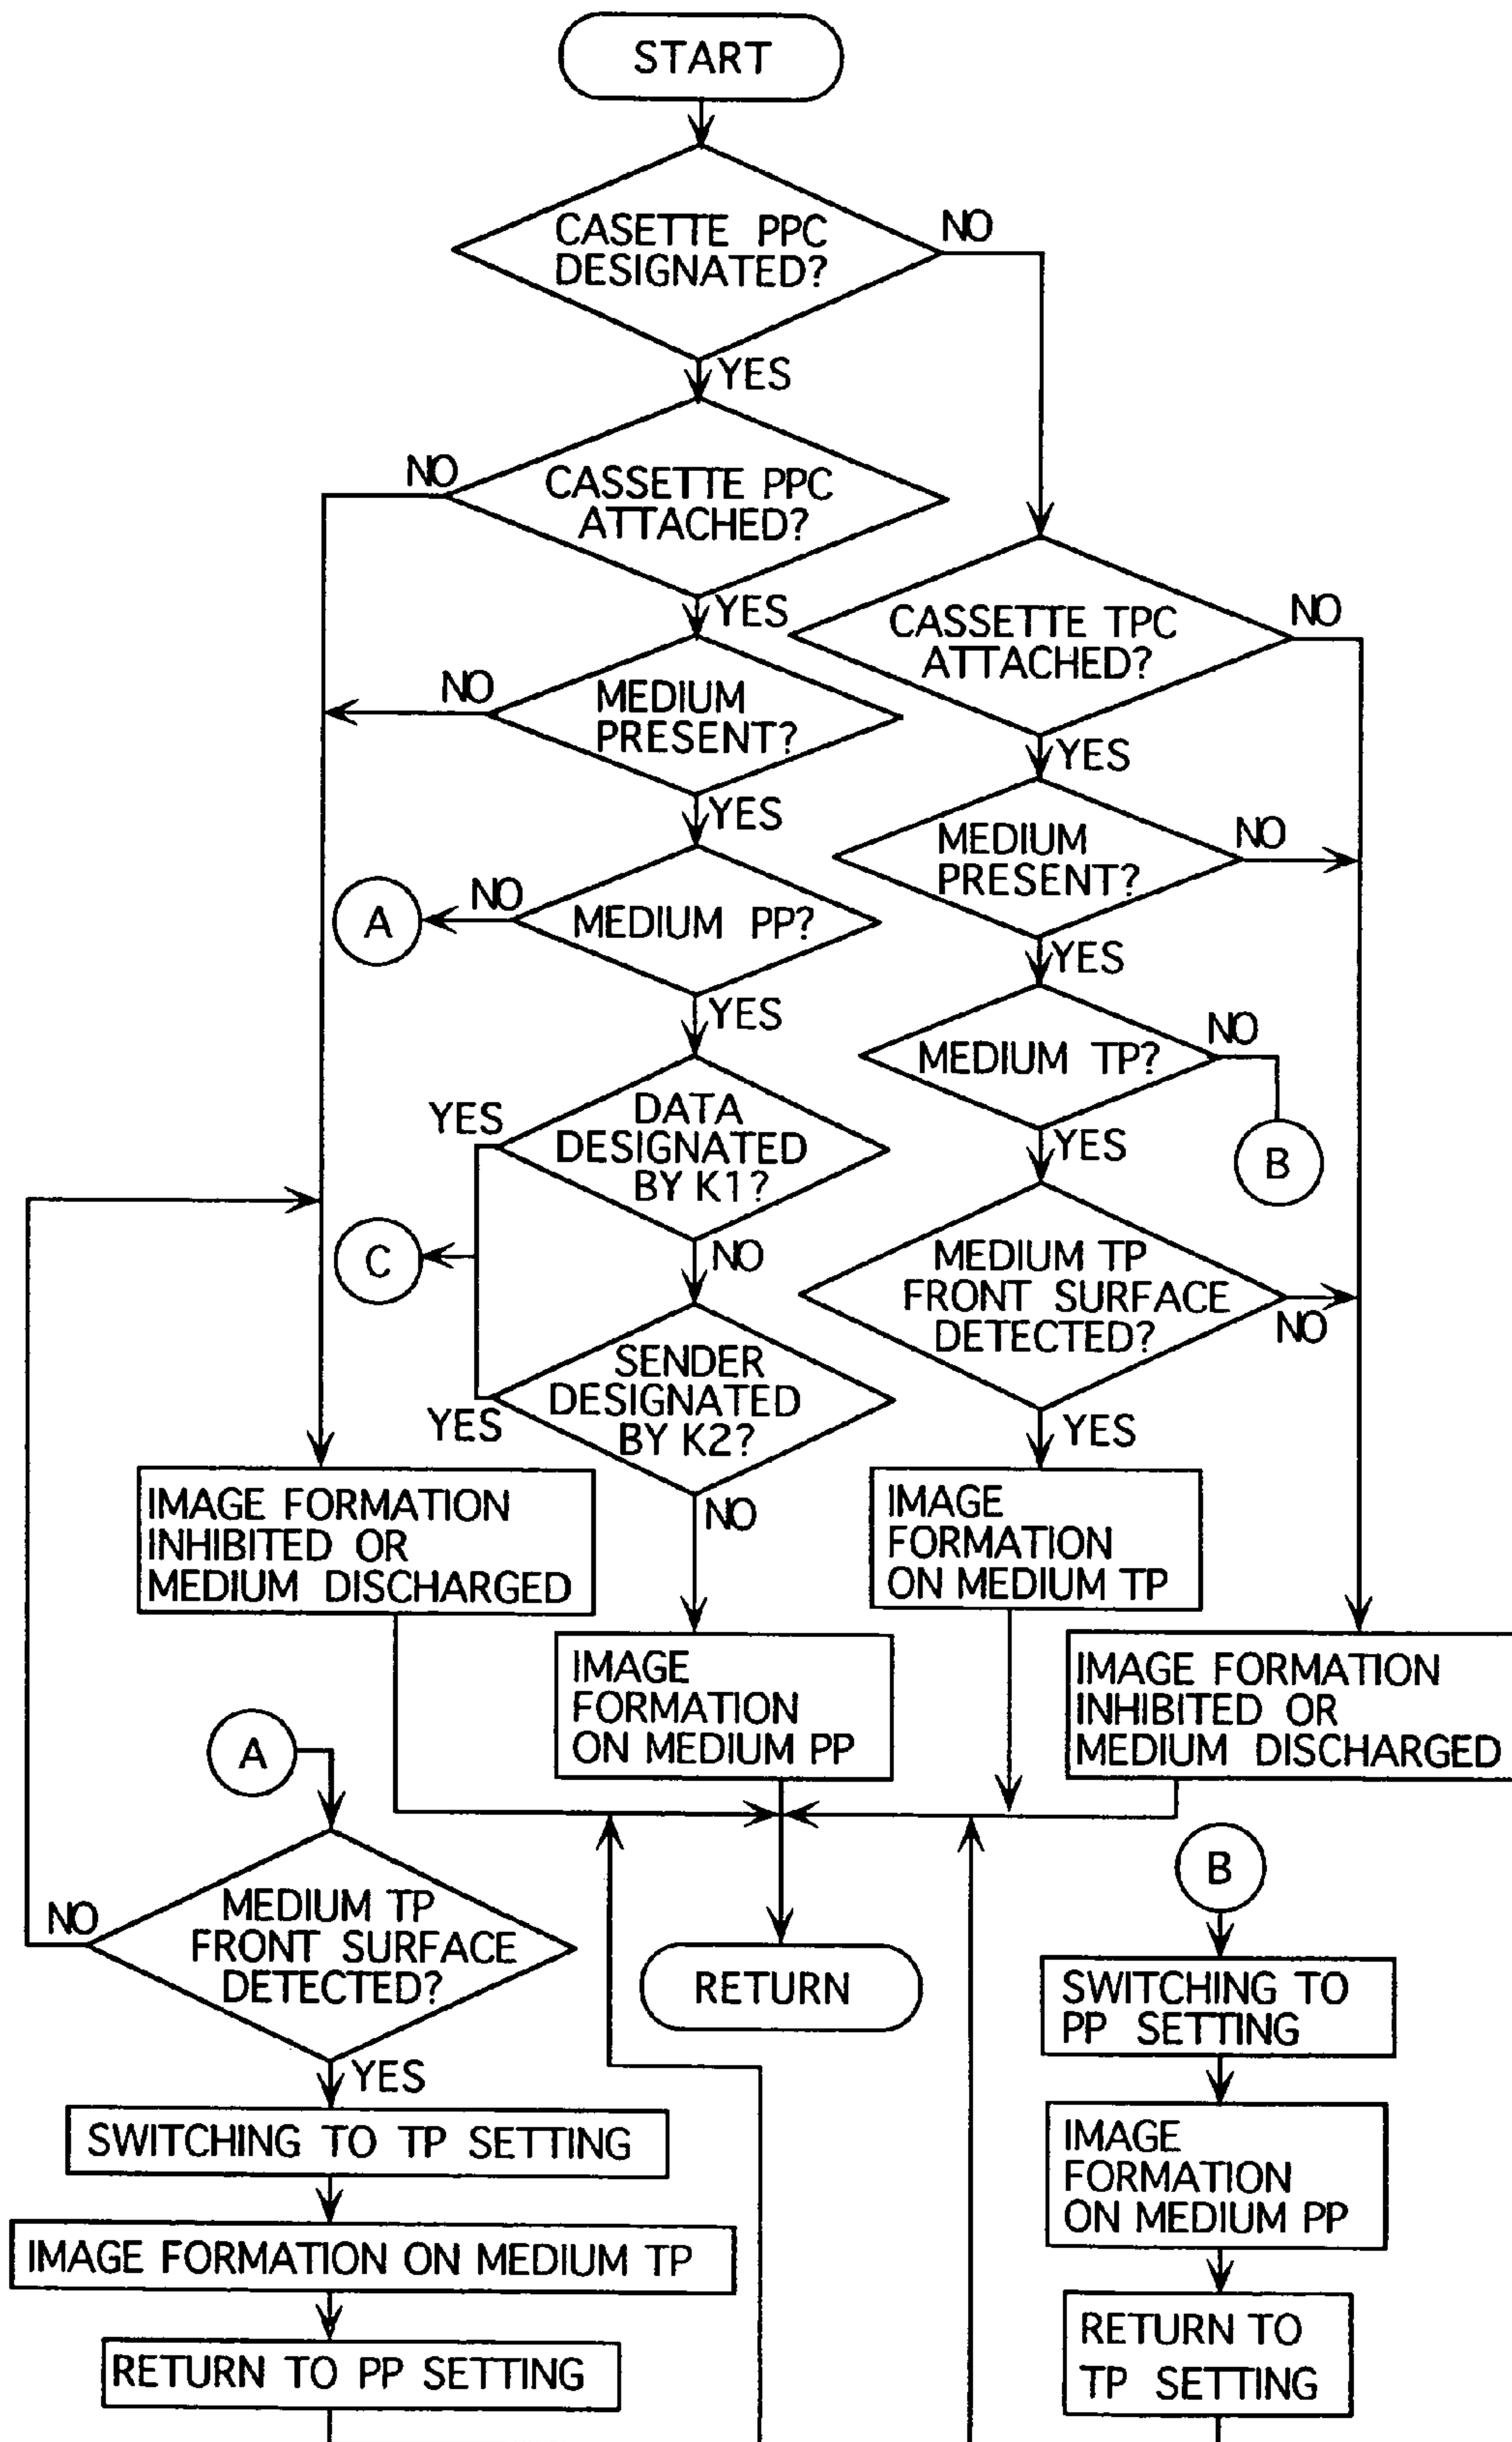 START
CASETTE PPC
DESIGNATED?
NO
YES
CASSETTE PPC
ATTACHED?
NO
YES
CASSETTE TPC
ATTACHED?
NO
YES
MEDIUM
PRESENT?
NO
YES
MEDIUM
PRESENT?
NO
YES
MEDIUM PP?
NO
A
YES
MEDIUM TP?
NO
B
YES
DATA
DESIGNATED
BY K1?
YES
NO
C
MEDIUM TP
FRONT SURFACE
DETECTED?
NO
YES
SENDER
DESIGNATED
BY K2?
YES
NO
IMAGE FORMATION
INHIBITED OR
MEDIUM DISCHARGED
IMAGE
FORMATION
ON MEDIUM TP
IMAGE
FORMATION
ON MEDIUM PP
IMAGE FORMATION
INHIBITED OR
MEDIUM DISCHARGED
A
MEDIUM TP
FRONT SURFACE
DETECTED?
NO
YES
RETURN
B
SWITCHING TO
PP SETTING
SWITCHING TO TP SETTING
IMAGE
FORMATION
ON MEDIUM PP
IMAGE FORMATION ON MEDIUM TP
RETURN TO PP SETTING
RETURN TO
TP SETTING